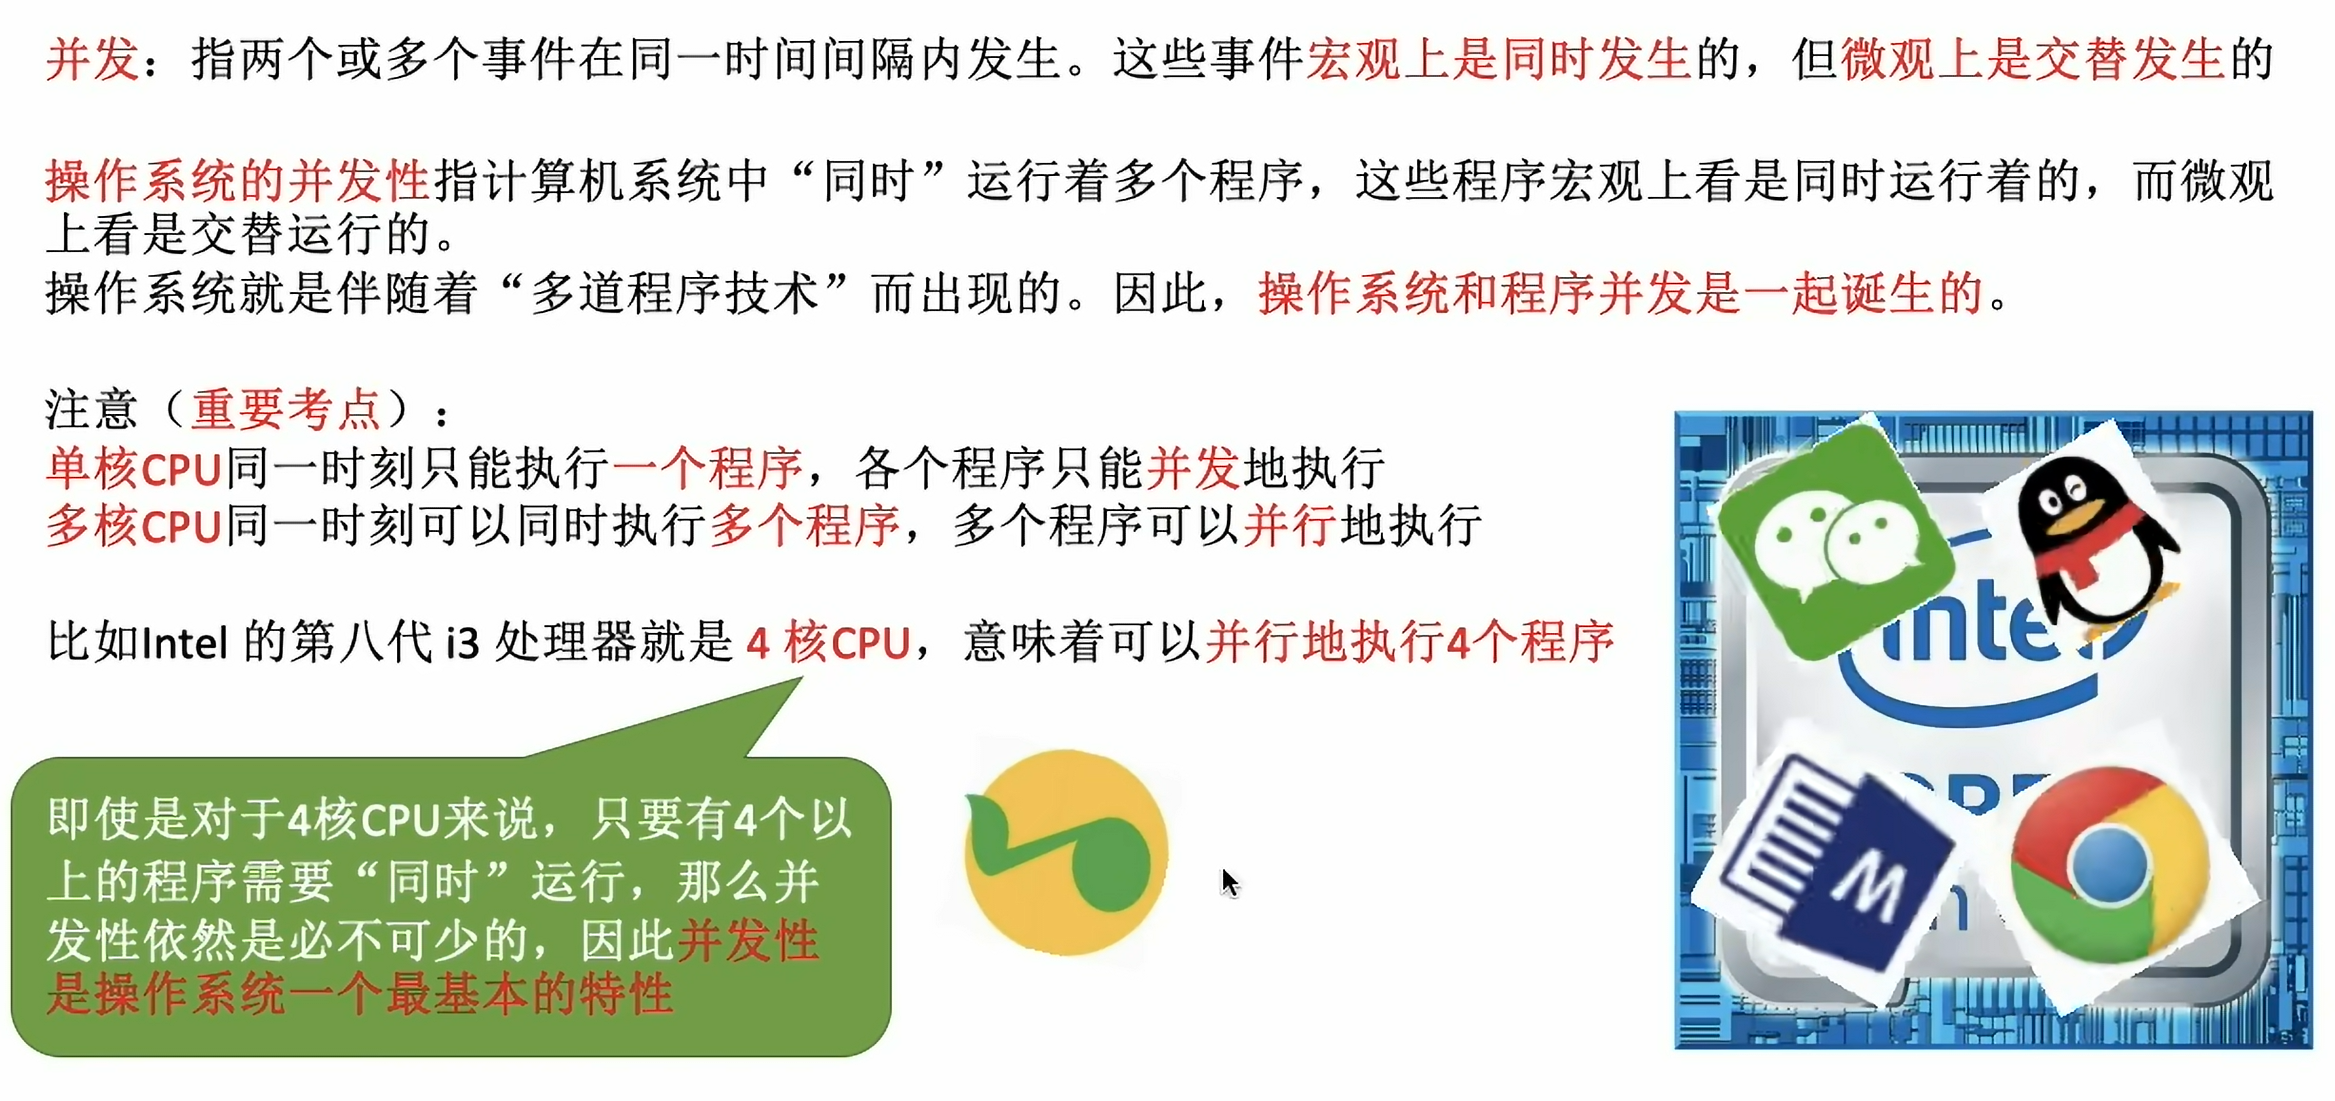 并发：指两个或多个事件在同一时间间隔内发生。这些事件宏观上是同时发生的，但微观上是交替发生的
操作系统的并发性指计算机系统中“同时”运行着多个程序，这些程序宏观上看是同时运行着的，而微观
上看是交替运行的。
操作系统就是伴随着“多道程序技术”而出现的。因此，操作系统和程序并发是一起诞生的。
注意（重要考点）：
单核CPU同一时刻只能执行一个程序，各个程序只能并发地执行
多核CPU同一时刻可以同时执行多个程序，多个程序可以并行地执行
比如Intel 的第八代 i3 处理器就是 4 核CPU，意味着可以并行地执行4个程序
即使是对于4核CPU来说，只要有4个以
上的程序需要“同时”运行，那么并
发性依然是必不可少的，因此并发性
是操作系统一个最基本的特性